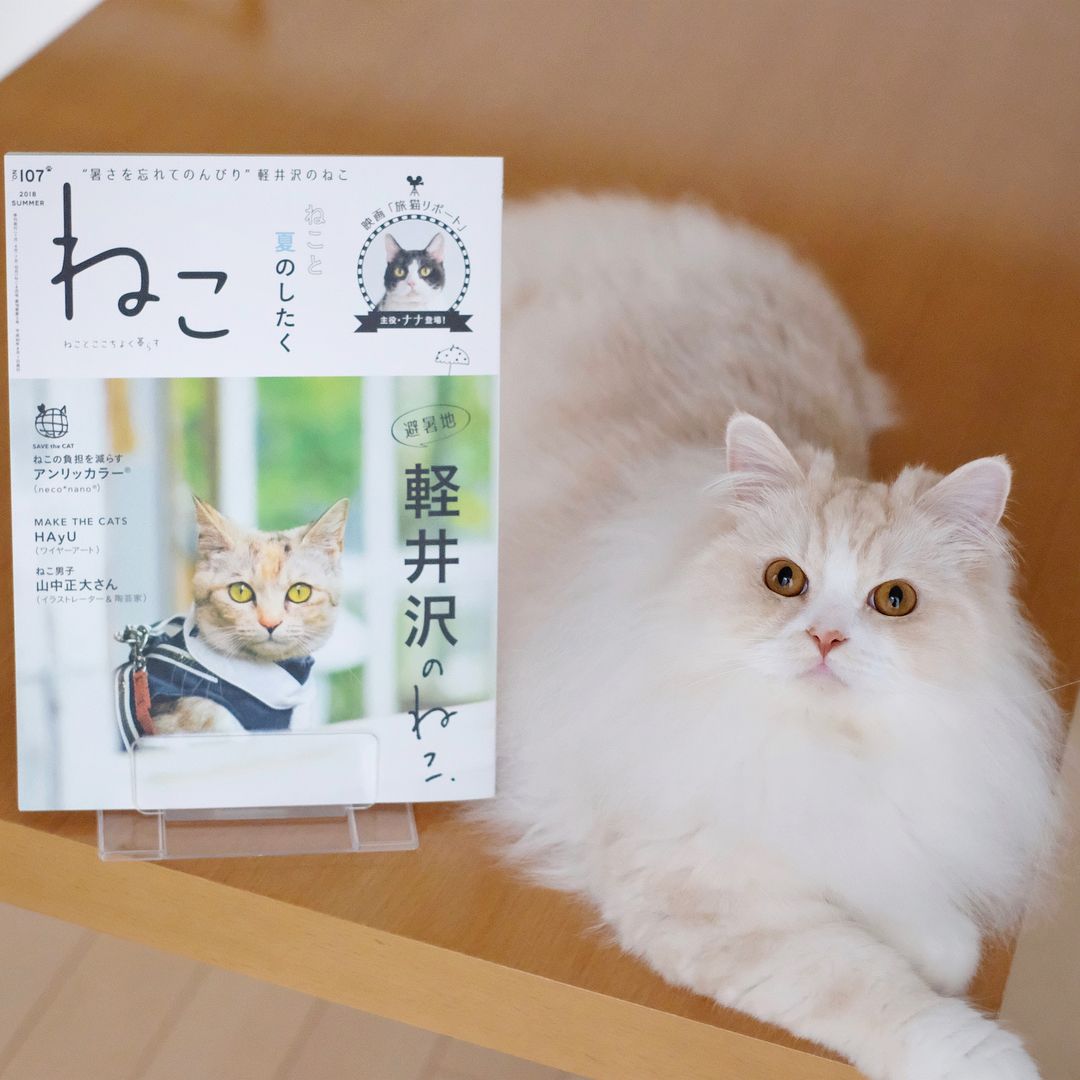 NO.107
2018
SUMMER
"暑さを忘れてのんびり" 軽井沢のねこ
ねこ
ねことここちよく暮らす
ねこと
夏のしたく
映画「旅猫リポート」
主役・ナナ登場!
避暑地
軽井沢のねこ
SAVE the CAT
ねこの負担を減らす
アンリッカラー®
(neco*nano®)
MAKE THE CATS
HAyU
(ワイヤーアート)
ねこ男子
山中正大さん
(イラストレーター&陶芸家)